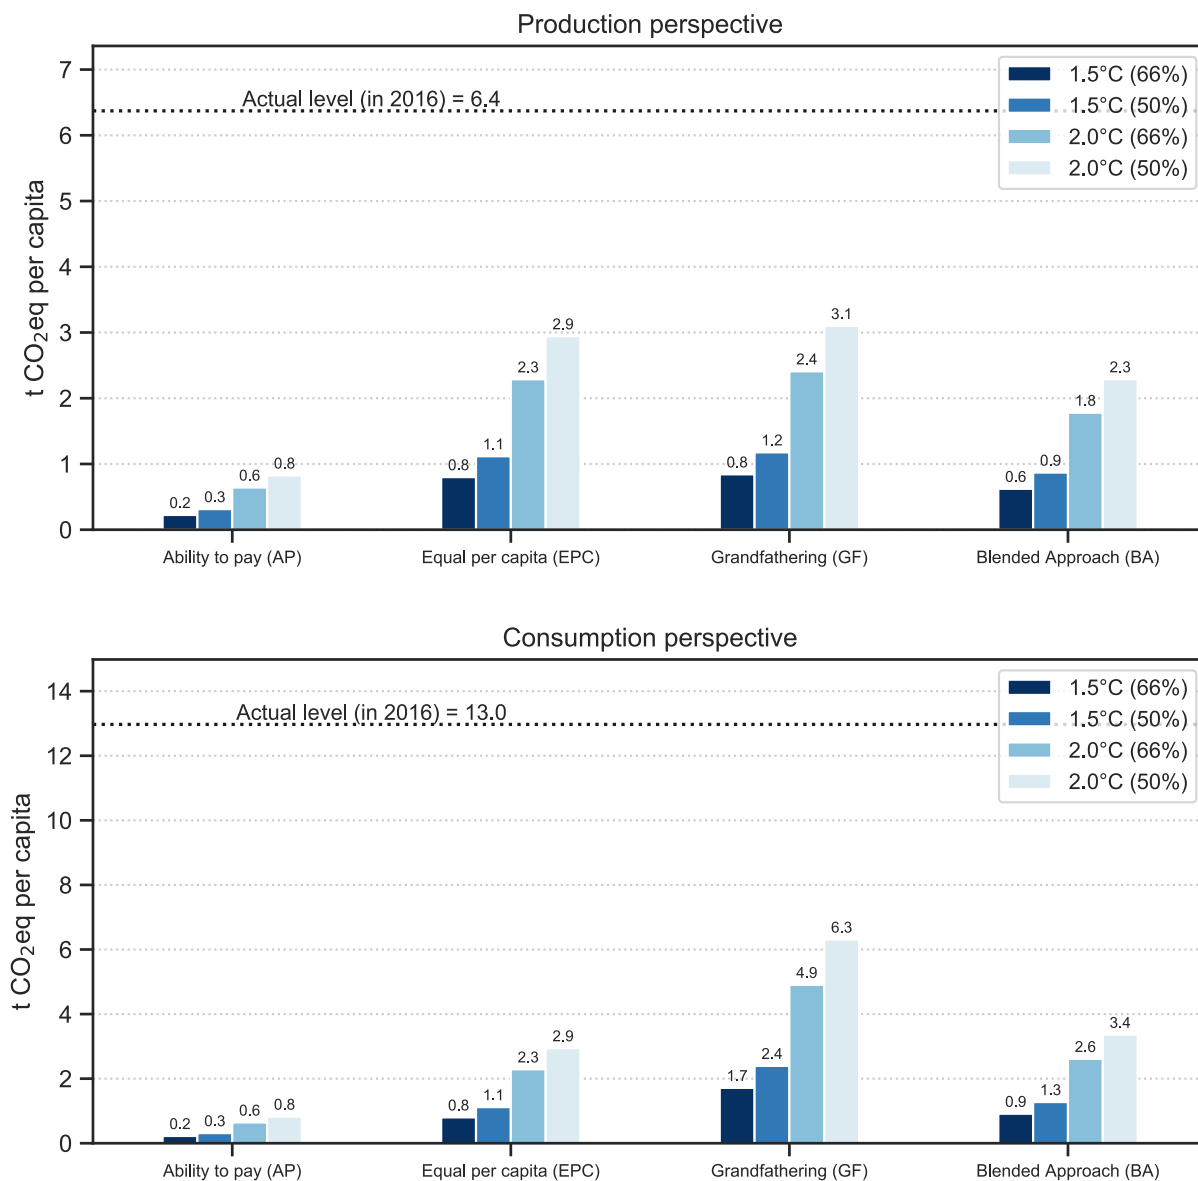 Production perspective
t CO₂eq per capita
7
6
5
4
3
2
1
0
Actual level (in 2016) = 6.4
1.5°C (66%)
1.5°C (50%)
2.0°C (66%)
2.0°C (50%)
0.2 0.3 0.6 0.8
0.8 1.1 2.3 2.9
0.8 1.2 2.4 3.1
0.6 0.9 1.8 2.3
Ability to pay (AP) Equal per capita (EPC) Grandfathering (GF) Blended Approach (BA)
Consumption perspective
t CO₂eq per capita
14
12
10
8
6
4
2
0
Actual level (in 2016) = 13.0
1.5°C (66%)
1.5°C (50%)
2.0°C (66%)
2.0°C (50%)
0.2 0.3 0.6 0.8
0.8 1.1 2.3 2.9
1.7 2.4 4.9 6.3
0.9 1.3 2.6 3.4
Ability to pay (AP) Equal per capita (EPC) Grandfathering (GF) Blended Approach (BA)